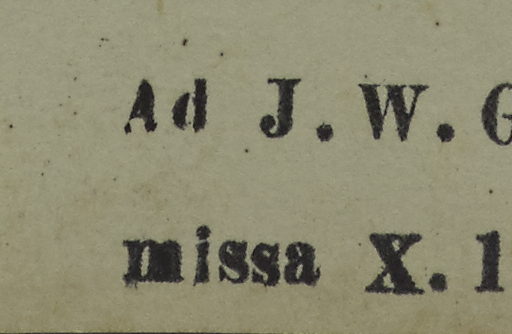 Ad J. W. G
missa X. 1